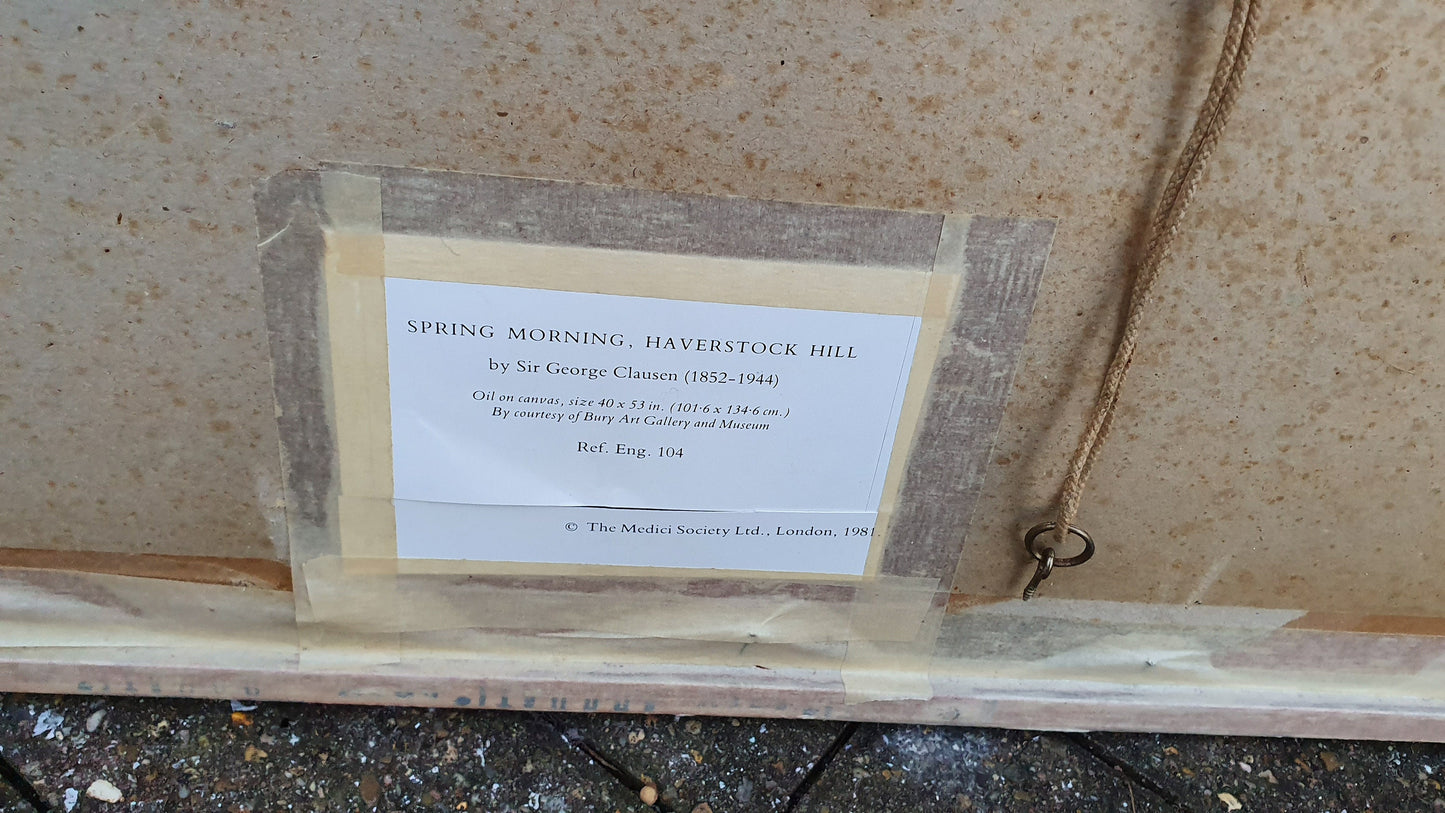 SPRING MORNING, HAVERSTOCK HILL
by Sir George Clausen (1852–1944)
Oil on canvas, size 40 x 53 in. (101·6 x 134·6 cm.)
By courtesy of Bury Art Gallery and Museum
Ref. Eng. 104
© The Medici Society Ltd., London, 1981.